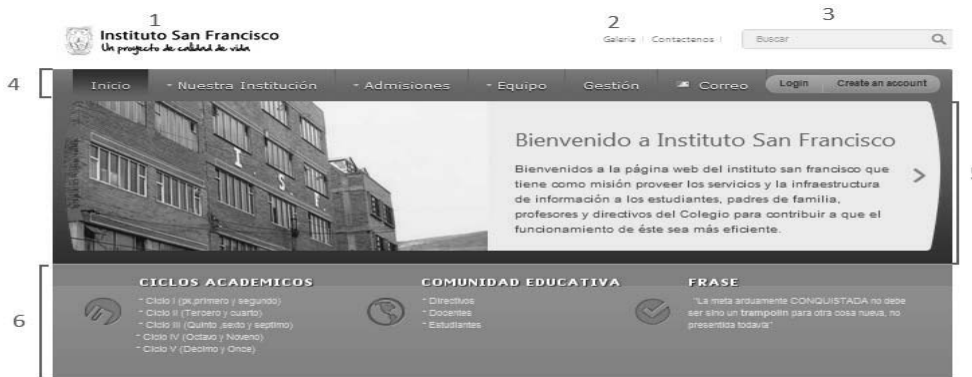 1
Instituto San Francisco
Un proyecto de calidad de vida
2
Galeria | Contactenos |
3
Buscar
4
Inicio
Nuestra Institución
Admisiones
Equipo
Gestión
Correo
Login
Create an account
I S F
Bienvenido a Instituto San Francisco
Bienvenidos a la página web del instituto san francisco que
tiene como misión proveer los servicios y la infraestructura
de información a los estudiantes, padres de familia,
profesores y directivos del Colegio para contribuir a que el
funcionamiento de éste sea más eficiente.
6
CICLOS ACADEMICOS
Ciclo I (pk,primero y segundo)
Ciclo II (Tercero y cuarto)
Ciclo III (Quinto ,sexto y septimo)
Ciclo IV (Octavo y Noveno)
Ciclo V (Decimo y Once)
COMUNIDAD EDUCATIVA
Directivos
Docentes
Estudiantes
FRASE
"La meta arduamente CONQUISTADA no debe
ser sino un trampolin para otra cosa nueva, no
presentida todavía"